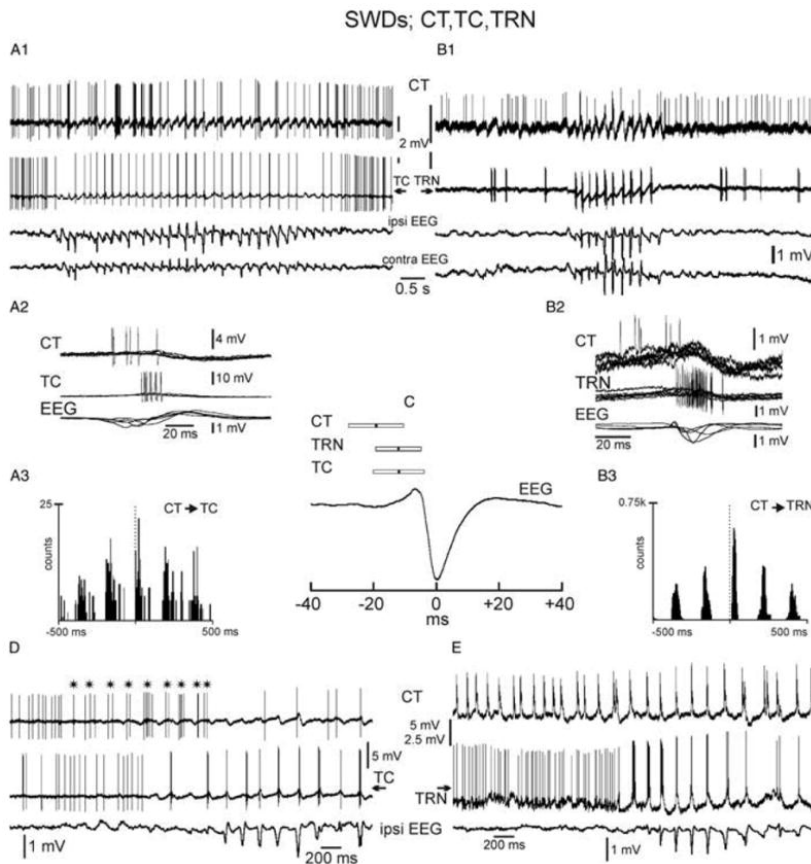 SWDs; CT,TC,TRN
A1
B1
CT
2 mV
TC TRN
ipsi EEG
contra EEG
0.5 s
1 mV
A2
B2
CT
4 mV
TC
10 mV
EEG
1 mV
20 ms
C
CT
TRN
TC
EEG
-40 -20 0 +20 +40
ms
CT
1 mV
TRN
1 mV
EEG
1 mV
20 ms
A3
25
CT TC
counts
-500 ms 500 ms
B3
0.75k
CT TRN
counts
-500 ms 500 ms
D
E
CT
5 mV
2.5 mV
5 mV
TC
TRN
ipsi EEG
1 mV
200 ms
200 ms
1 mV